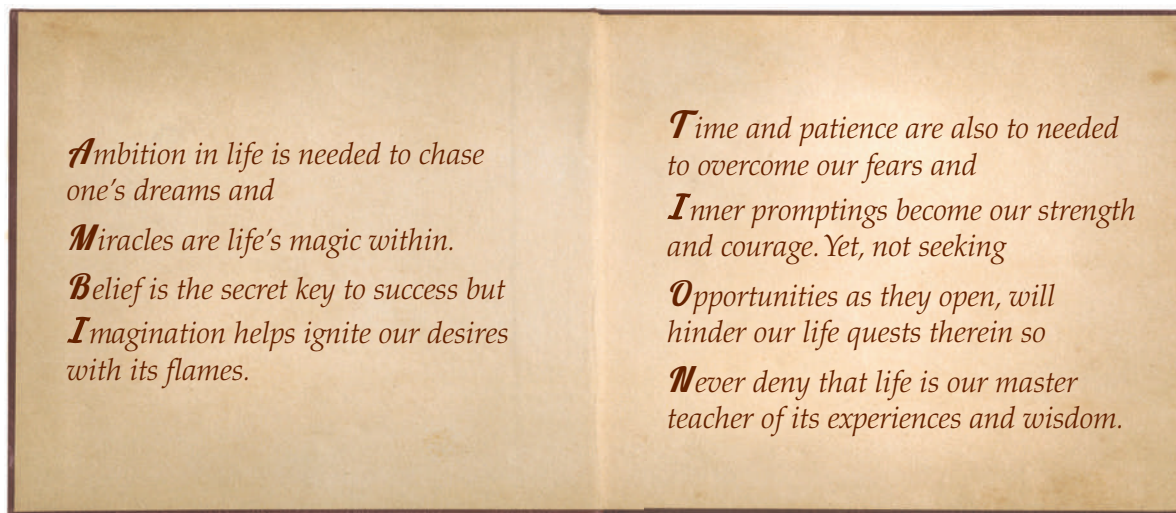 Ambition in life is needed to chase
one's dreams and
Miracles are life's magic within.
Belief is the secret key to success but
Imagination helps ignite our desires
with its flames.
Time and patience are also to needed
to overcome our fears and
Inner promptings become our strength
and courage. Yet, not seeking
Opportunities as they open, will
hinder our life quests therein so
Never deny that life is our master
teacher of its experiences and wisdom.